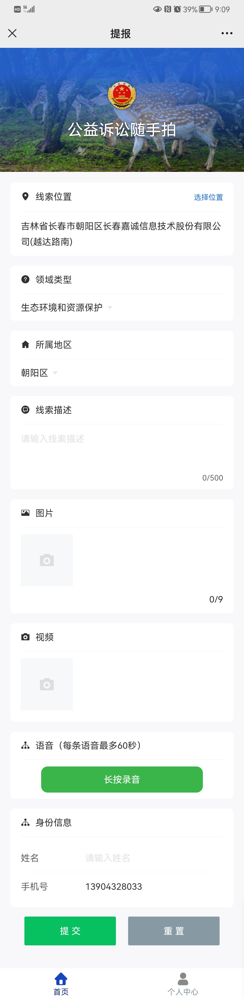 HD 5G 39% 9:09
提报
中国检察
ZHONGGUO JIANCHA
公益诉讼随手拍
线索位置 选择位置
吉林省长春市朝阳区长春嘉诚信息技术股份有限公
司(越达路南)
领域类型
生态环境和资源保护
所属地区
朝阳区
线索描述
请输入线索描述
0/500
图片
0/9
视频
语音（每条语音最多60秒）
长按录音
身份信息
姓名 请输入姓名
手机号 13904328033
提交 重置
首页 个人中心